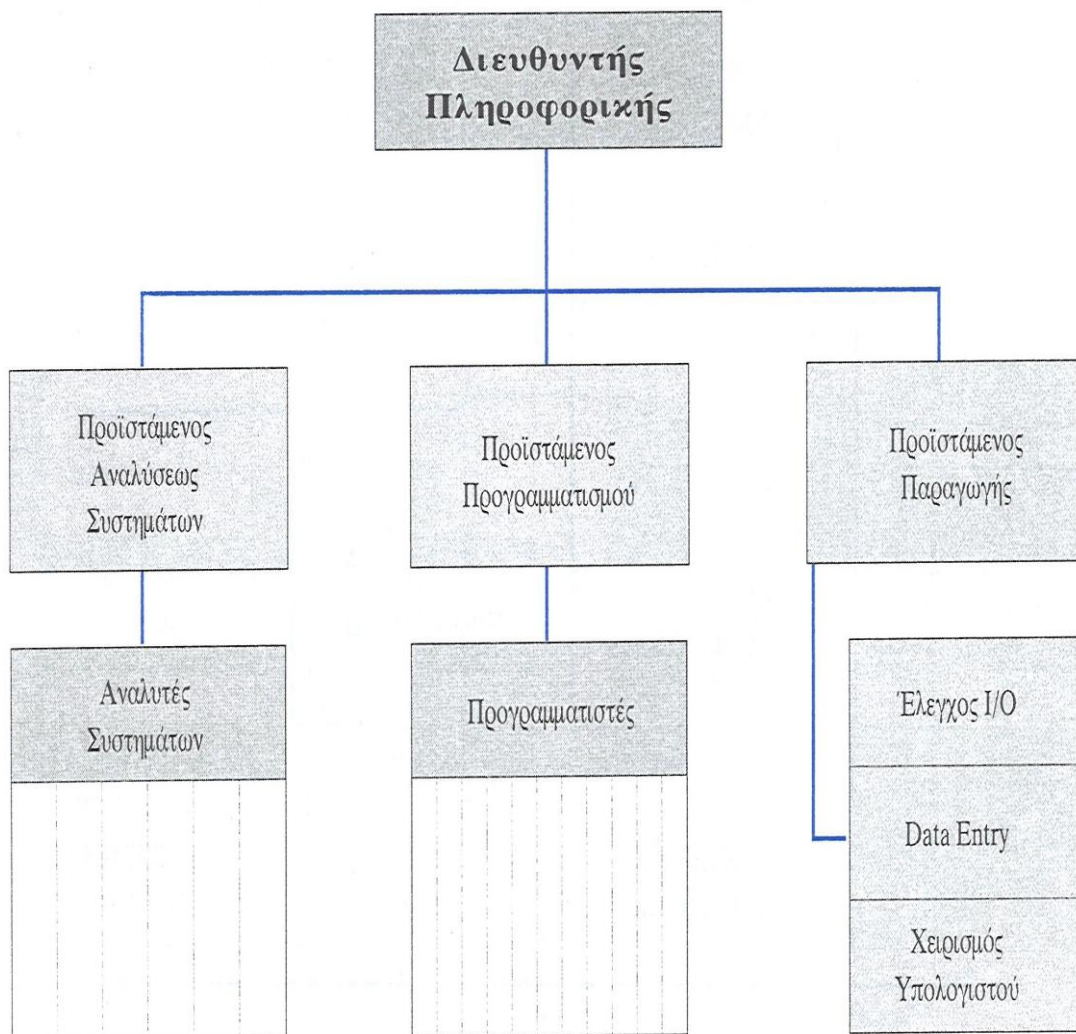 Διευθυντής
Πληροφορικής
Προϊστάμενος
Αναλύσεως
Συστημάτων
Προϊστάμενος
Προγραμματισμού
Προϊστάμενος
Παραγωγής
Αναλυτές
Συστημάτων
Προγραμματιστές
Έλεγχος I/O
Data Entry
Χειρισμός
Υπολογιστού